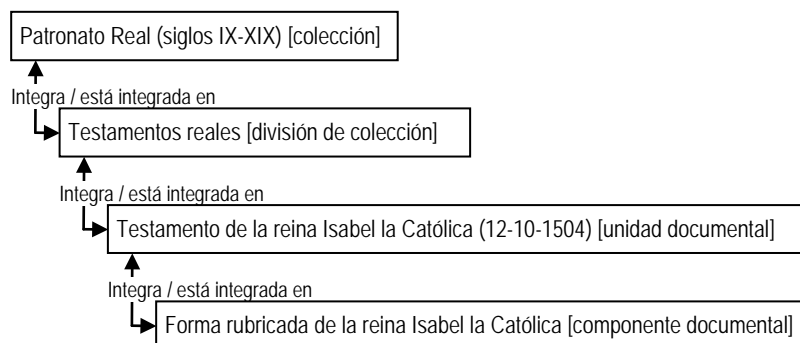 Patronato Real (siglos IX-XIX) [colección]
Integra / está integrada en
Testamentos reales [división de colección]
Integra / está integrada en
Testamento de la reina Isabel la Católica (12-10-1504) [unidad documental]
Integra / está integrada en
Forma rubricada de la reina Isabel la Católica [componente documental]